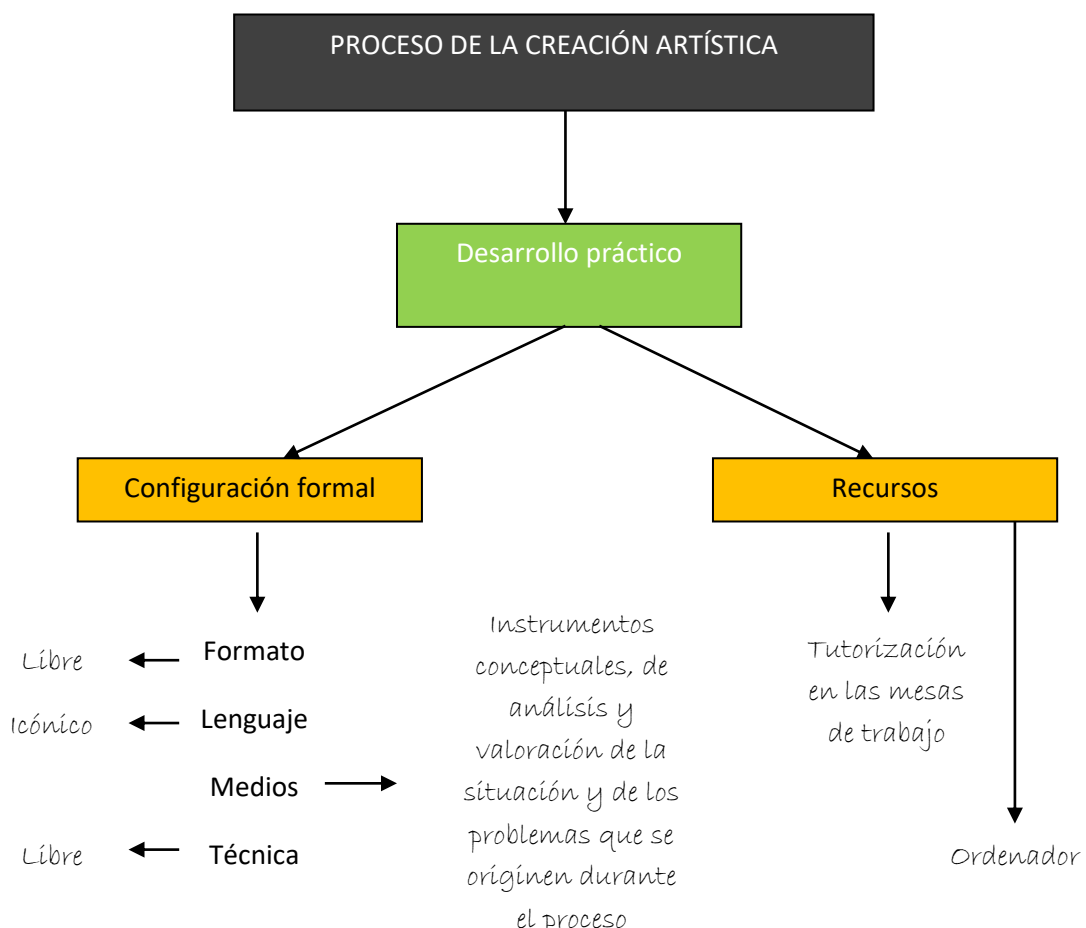 PROCESO DE LA CREACIÓN ARTÍSTICA
Desarrollo práctico
Configuración formal
Recursos
Formato
Libre
Lenguaje
Icónico
Medios
Instrumentos
conceptuales, de
análisis y
valoración de la
situación y de los
problemas que se
originen durante
el proceso
Técnica
Libre
Tutorización
en las mesas
de trabajo
Ordenador